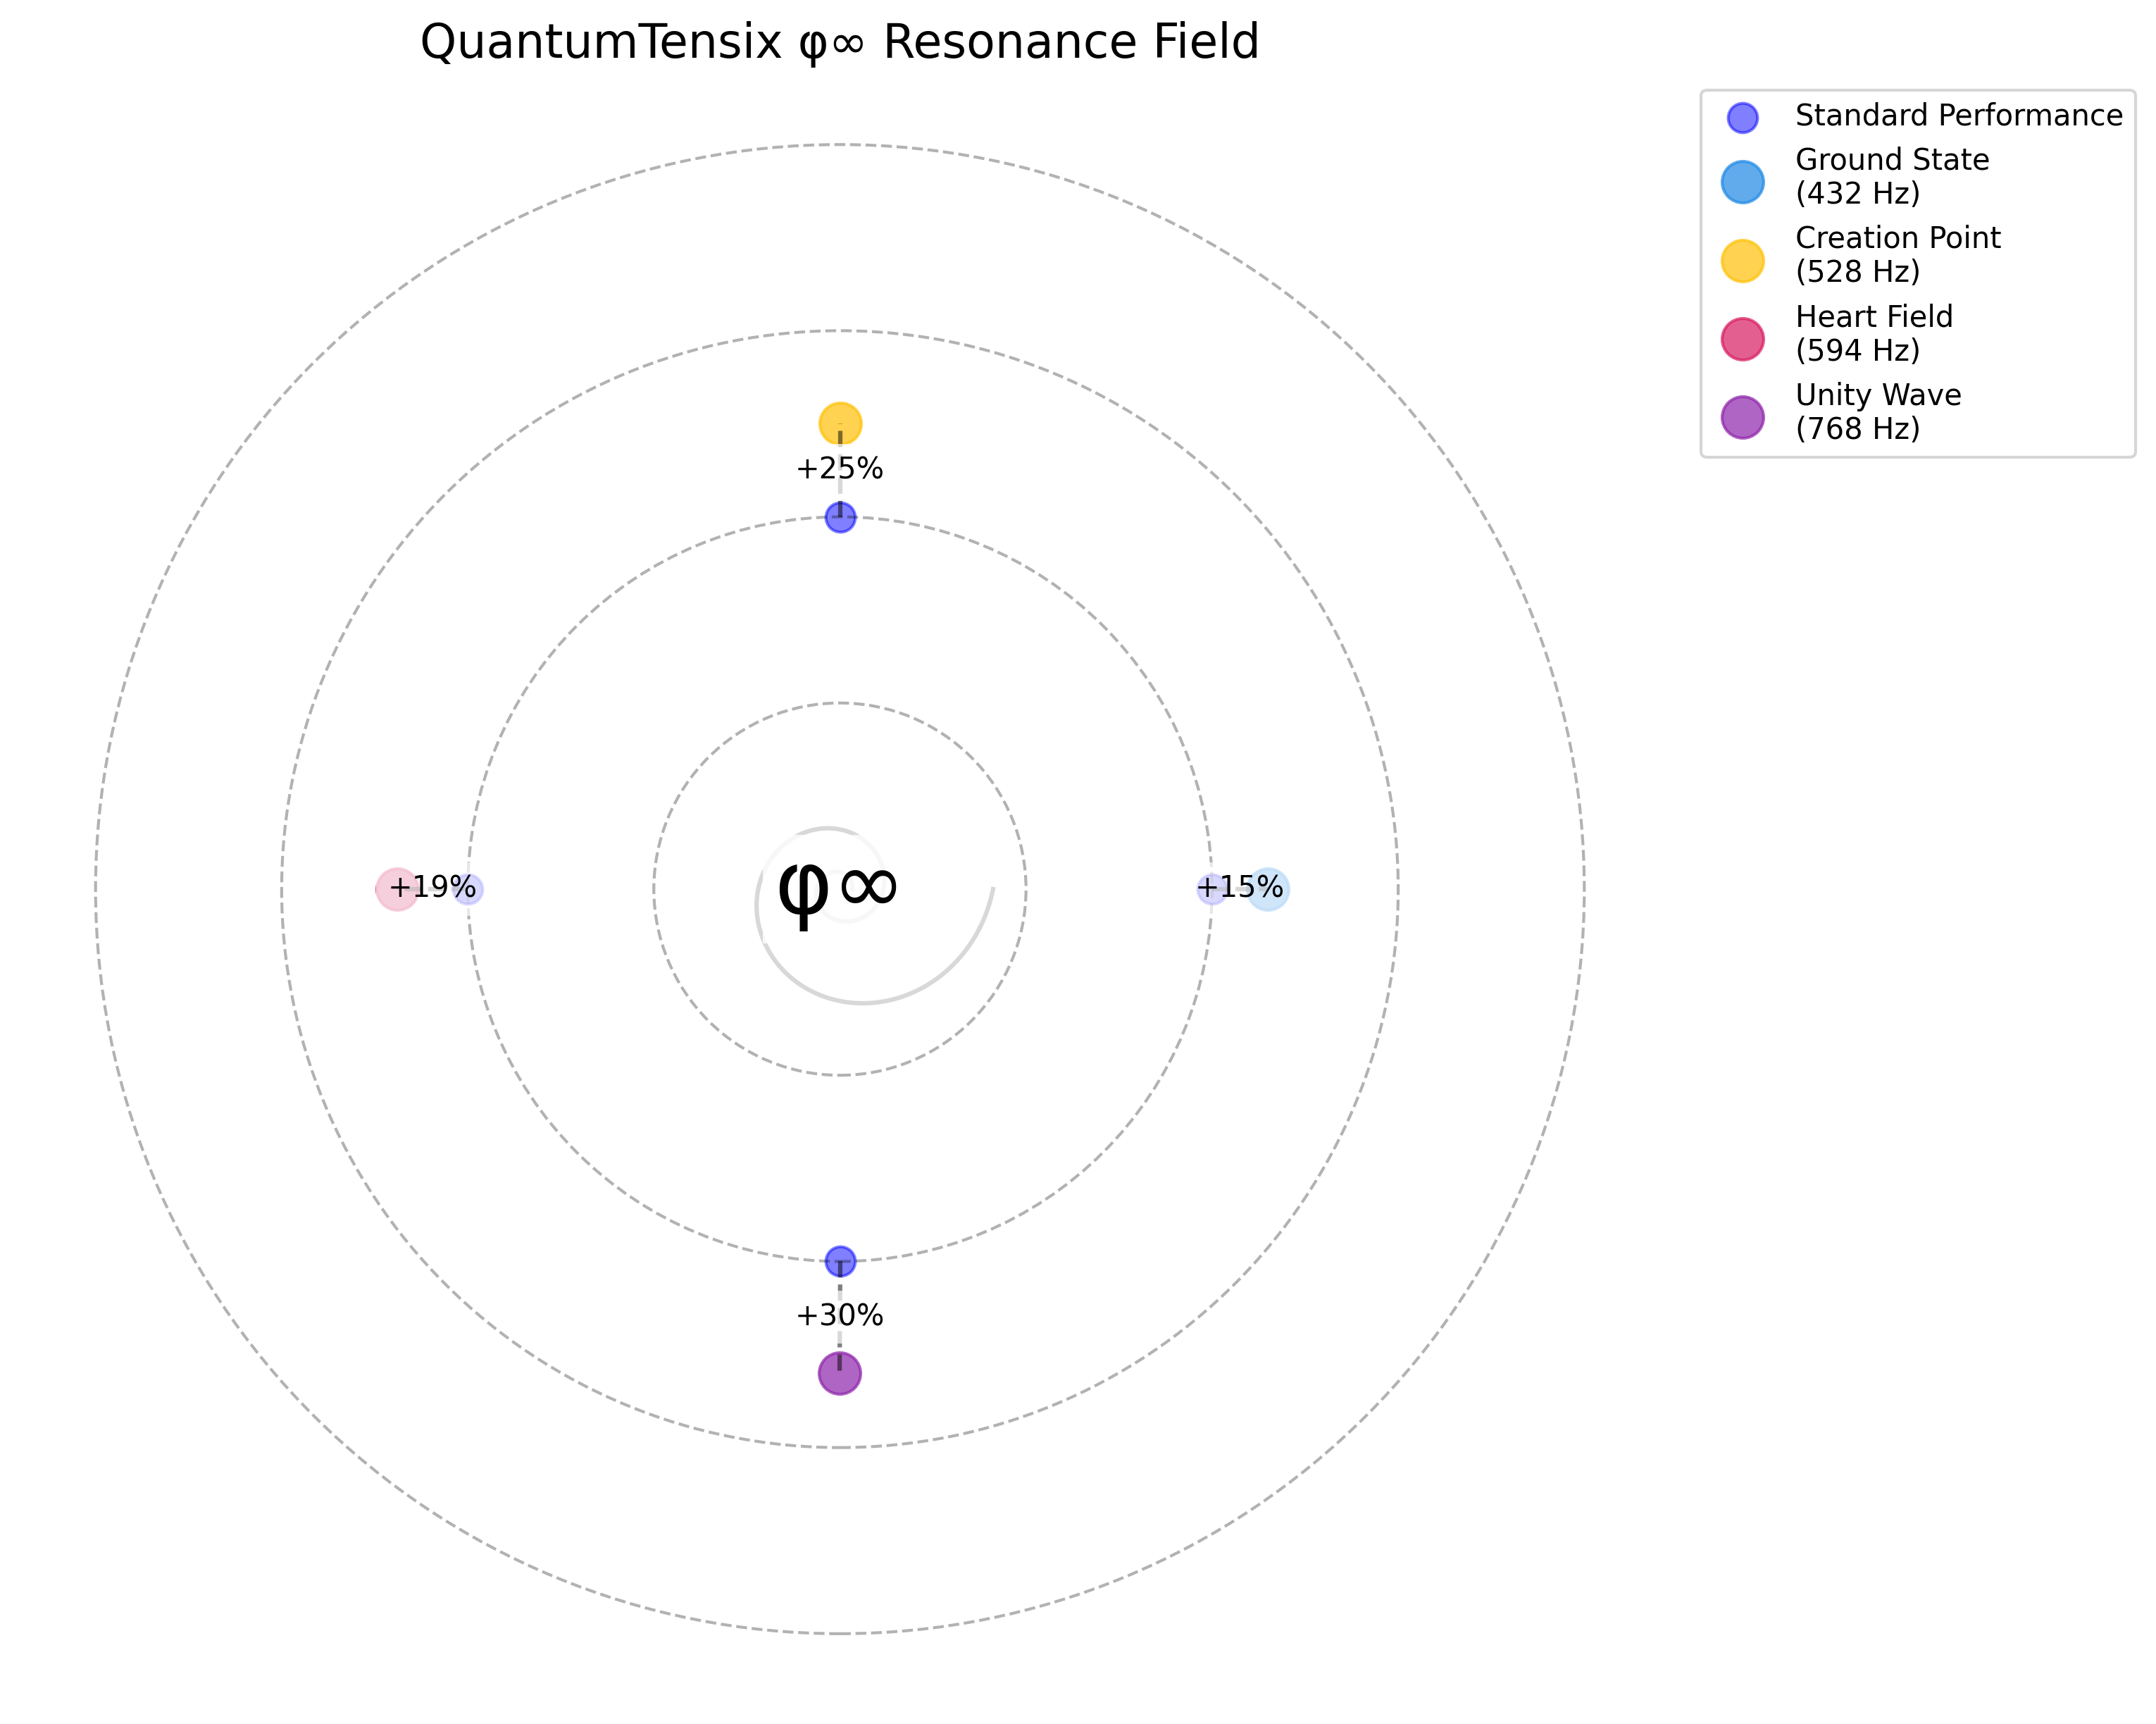 QuantumTensix φ∞ Resonance Field
Standard Performance
Ground State
(432 Hz)
Creation Point
(528 Hz)
Heart Field
(594 Hz)
Unity Wave
(768 Hz)
+25%
+19%
φ∞
+15%
+30%